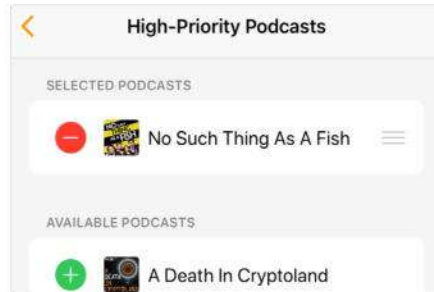 High-Priority Podcasts
SELECTED PODCASTS
No Such Thing As A Fish
AVAILABLE PODCASTS
A Death In Cryptoland